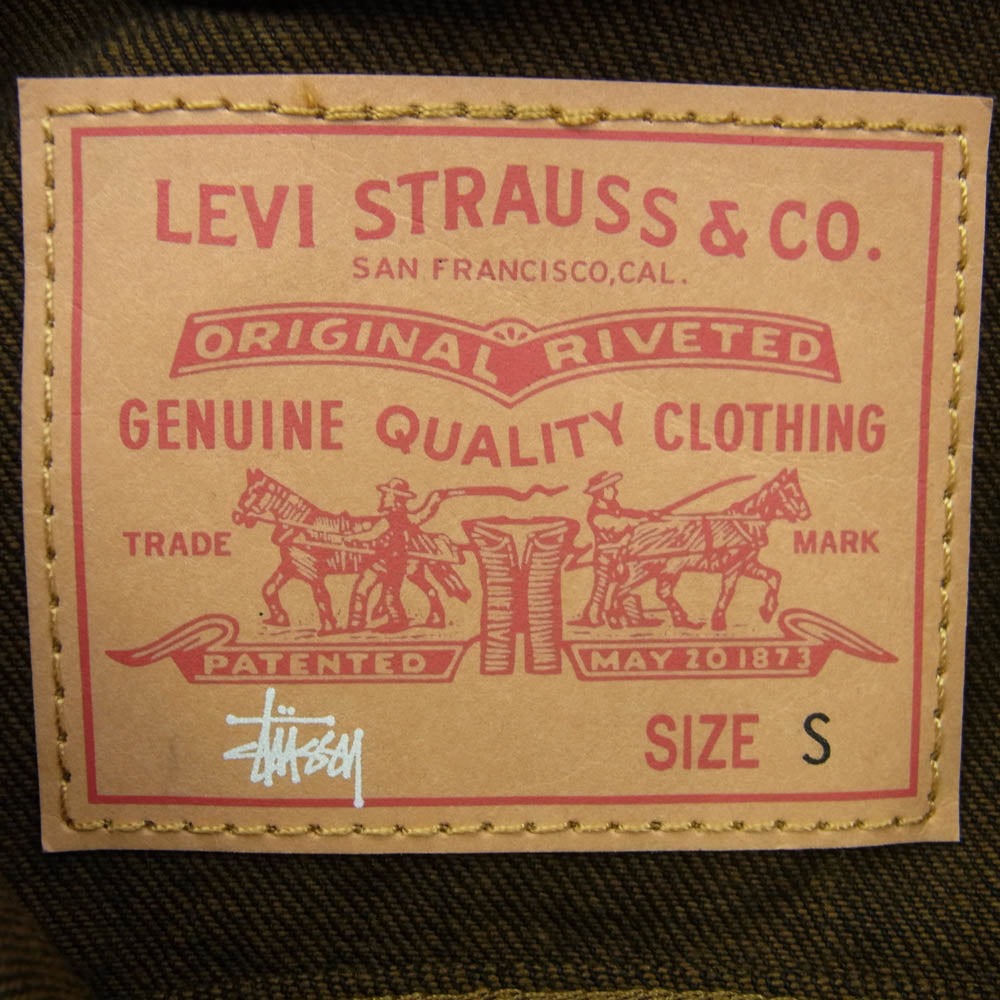 LEVI STRAUSS & CO.
SAN FRANCISCO, CAL.
ORIGINAL RIVETED
GENUINE QUALITY CLOTHING
TRADE MARK
PATENTED MAY 20 1873
Stüssy
SIZE S